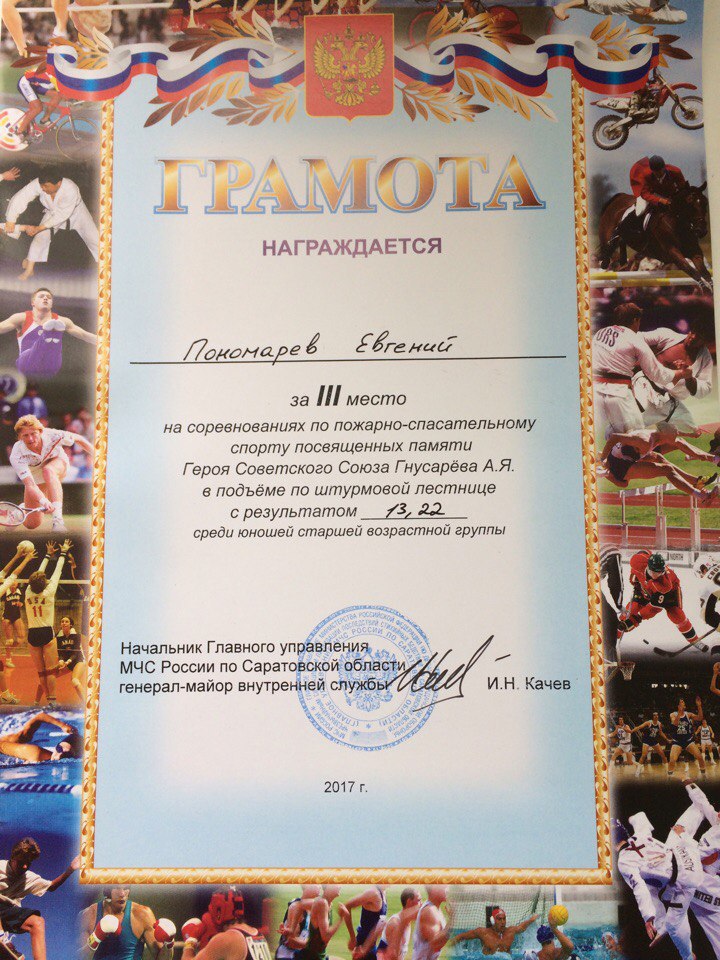 ГРАМОТА
НАГРАЖДАЕТСЯ
Пономарев Евгений
за III место
на соревнованиях по пожарно-спасательному
спорту посвященных памяти
Героя Советского Союза Гнусарёва А.Я.
в подъёме по штурмовой лестнице
с результатом 13,22
среди юношей старшей возрастной группы
Начальник Главного управления
МЧС России по Саратовской области
генерал-майор внутренней службы И.Н. Качев
2017 г.